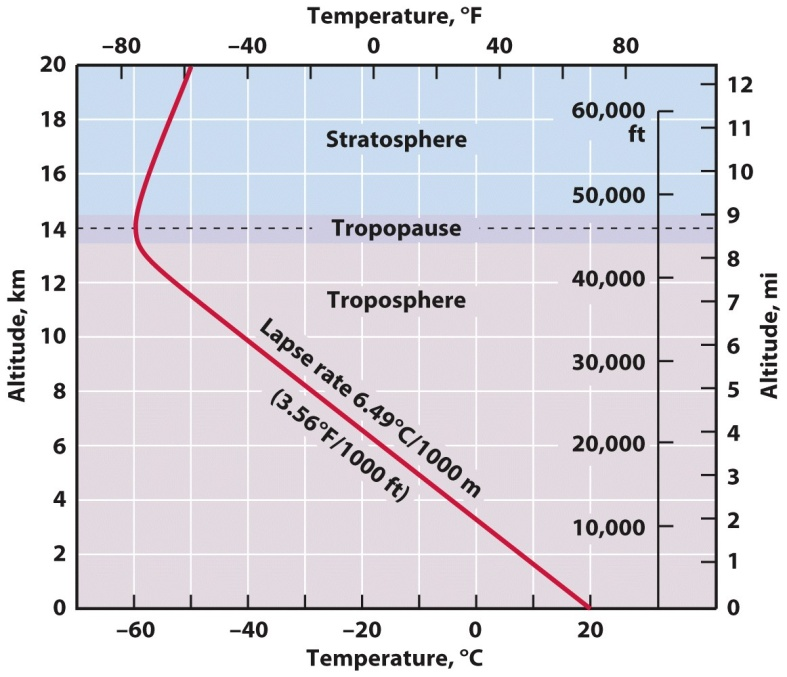 Temperature, °F
−80 −40 0 40 80
20
18
16
14
12
10
8
6
4
2
0
Altitude, km
Stratosphere
Tropopause
Troposphere
Lapse rate 6.49°C/1000 m
(3.56°F/1000 ft)
60,000
ft
50,000
40,000
30,000
20,000
10,000
12
11
10
9
8
7
6
5
4
3
2
1
0
Altitude, mi
−60 −40 −20 0 20
Temperature, °C